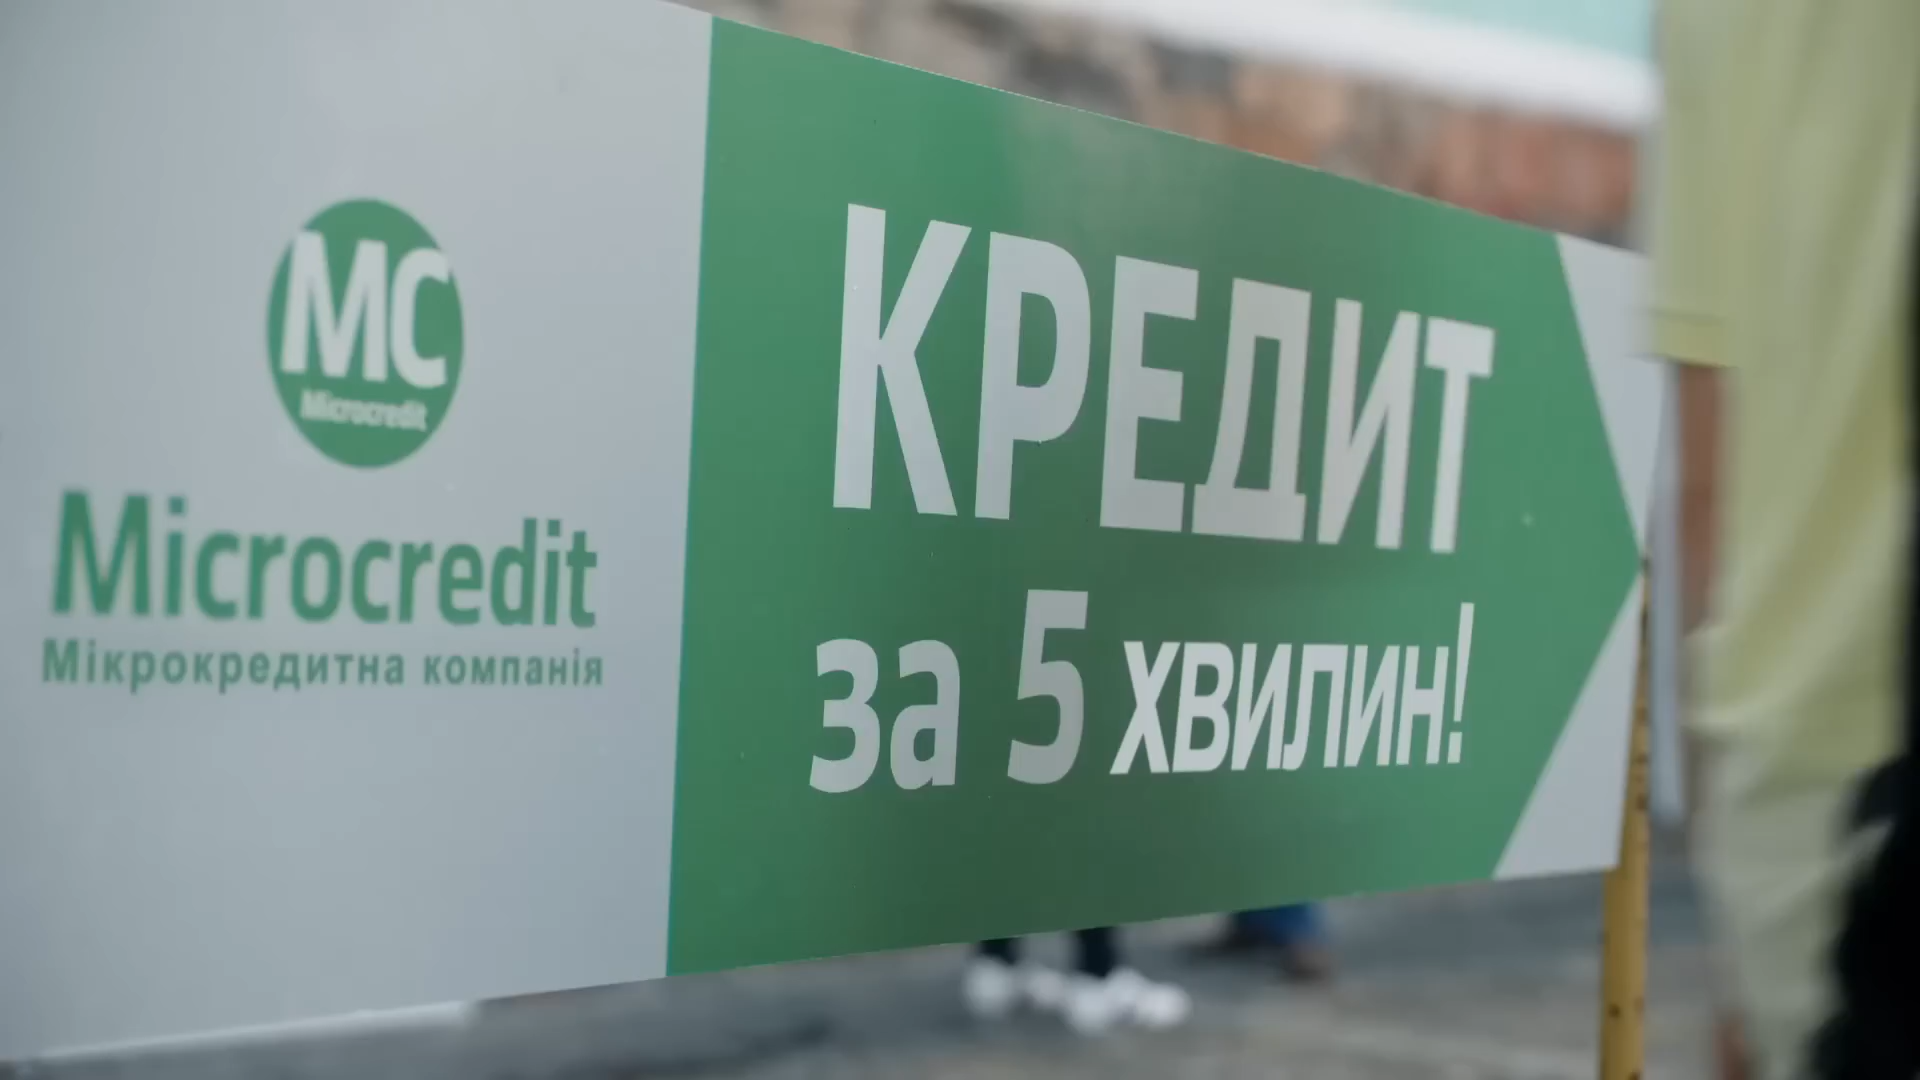 MC
Microcredit
Microcredit
Мікрокредитна компанія
КРЕДИТ
за 5 хвилин!